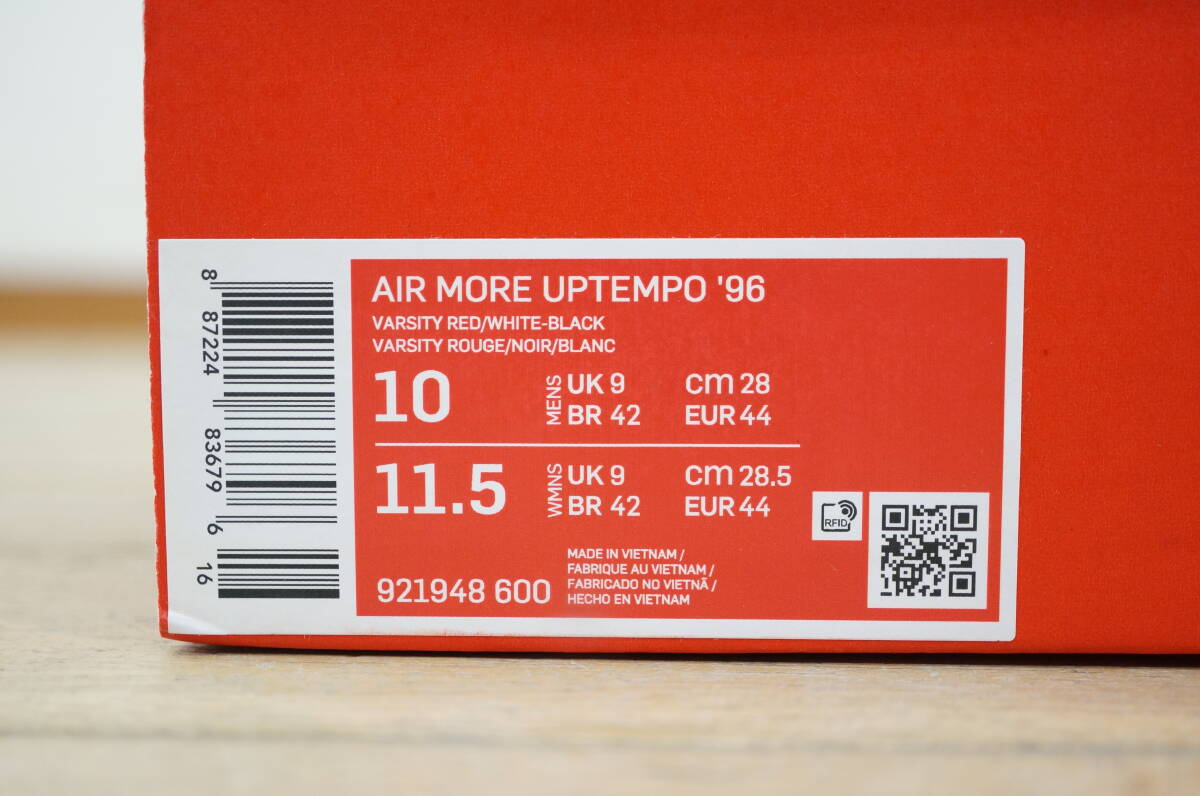 AIR MORE UPTEMPO '96
VARSITY RED/WHITE-BLACK
VARSITY ROUGE/NOIR/BLANC
10
MENS
UK 9 cm 28
BR 42 EUR 44
11.5
WMNS
UK 9 cm 28.5
BR 42 EUR 44
921948 600
MADE IN VIETNAM /
FABRIQUE AU VIETNAM /
FABRICADO NO VIETNÃ /
HECHO EN VIETNAM
RFID
8 87224 83679 6
16